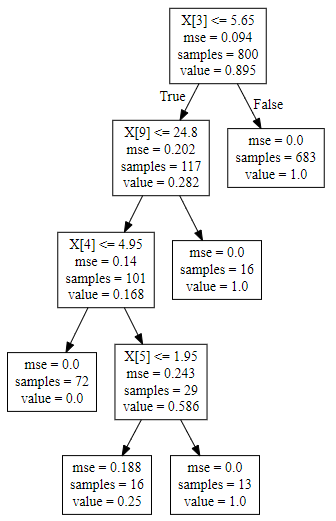 X[3] <= 5.65
mse = 0.094
samples = 800
value = 0.895
True
False
X[9] <= 24.8
mse = 0.202
samples = 117
value = 0.282
mse = 0.0
samples = 683
value = 1.0
X[4] <= 4.95
mse = 0.14
samples = 101
value = 0.168
mse = 0.0
samples = 16
value = 1.0
mse = 0.0
samples = 72
value = 0.0
X[5] <= 1.95
mse = 0.243
samples = 29
value = 0.586
mse = 0.188
samples = 16
value = 0.25
mse = 0.0
samples = 13
value = 1.0